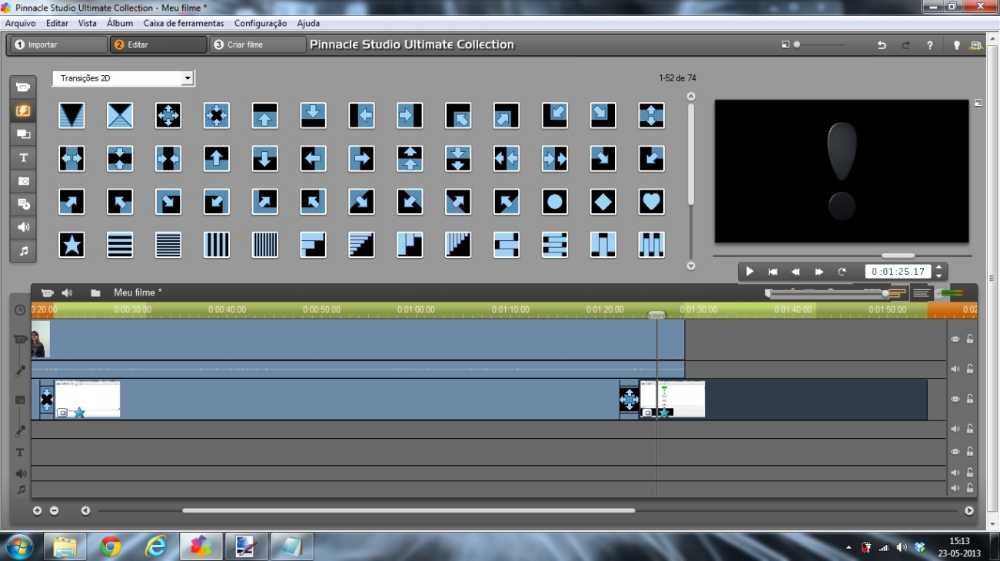 Pinnacle Studio Ultimate Collection - Meu filme *
Arquivo Editar Vista Álbum Caixa de ferramentas Configuração Ajuda
1 Importar 2 Editar 3 Criar filme Pinnacle Studio Ultimate Collection ?
Transições 2D 1-52 de 74
T
0:01:25.17
Meu filme *
0:20.00 0:00:30.00 0:00:40.00 0:00:50.00 0:01:00.00 0:01:10.00 0:01:20.00 0:01:30.00 0:01:40.00 0:01:50.00 0:02
T
15:13
23-05-2013